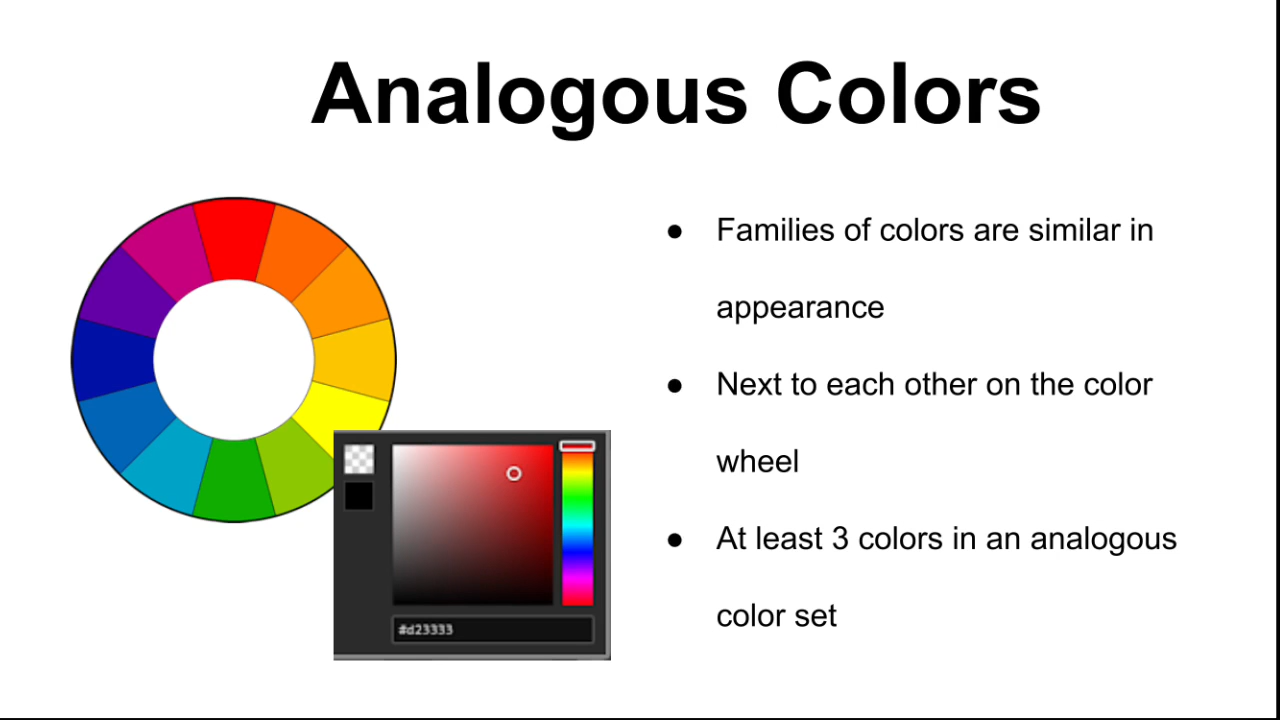 Analogous Colors
● Families of colors are similar in
appearance
● Next to each other on the color
wheel
● At least 3 colors in an analogous
color set
#d23333